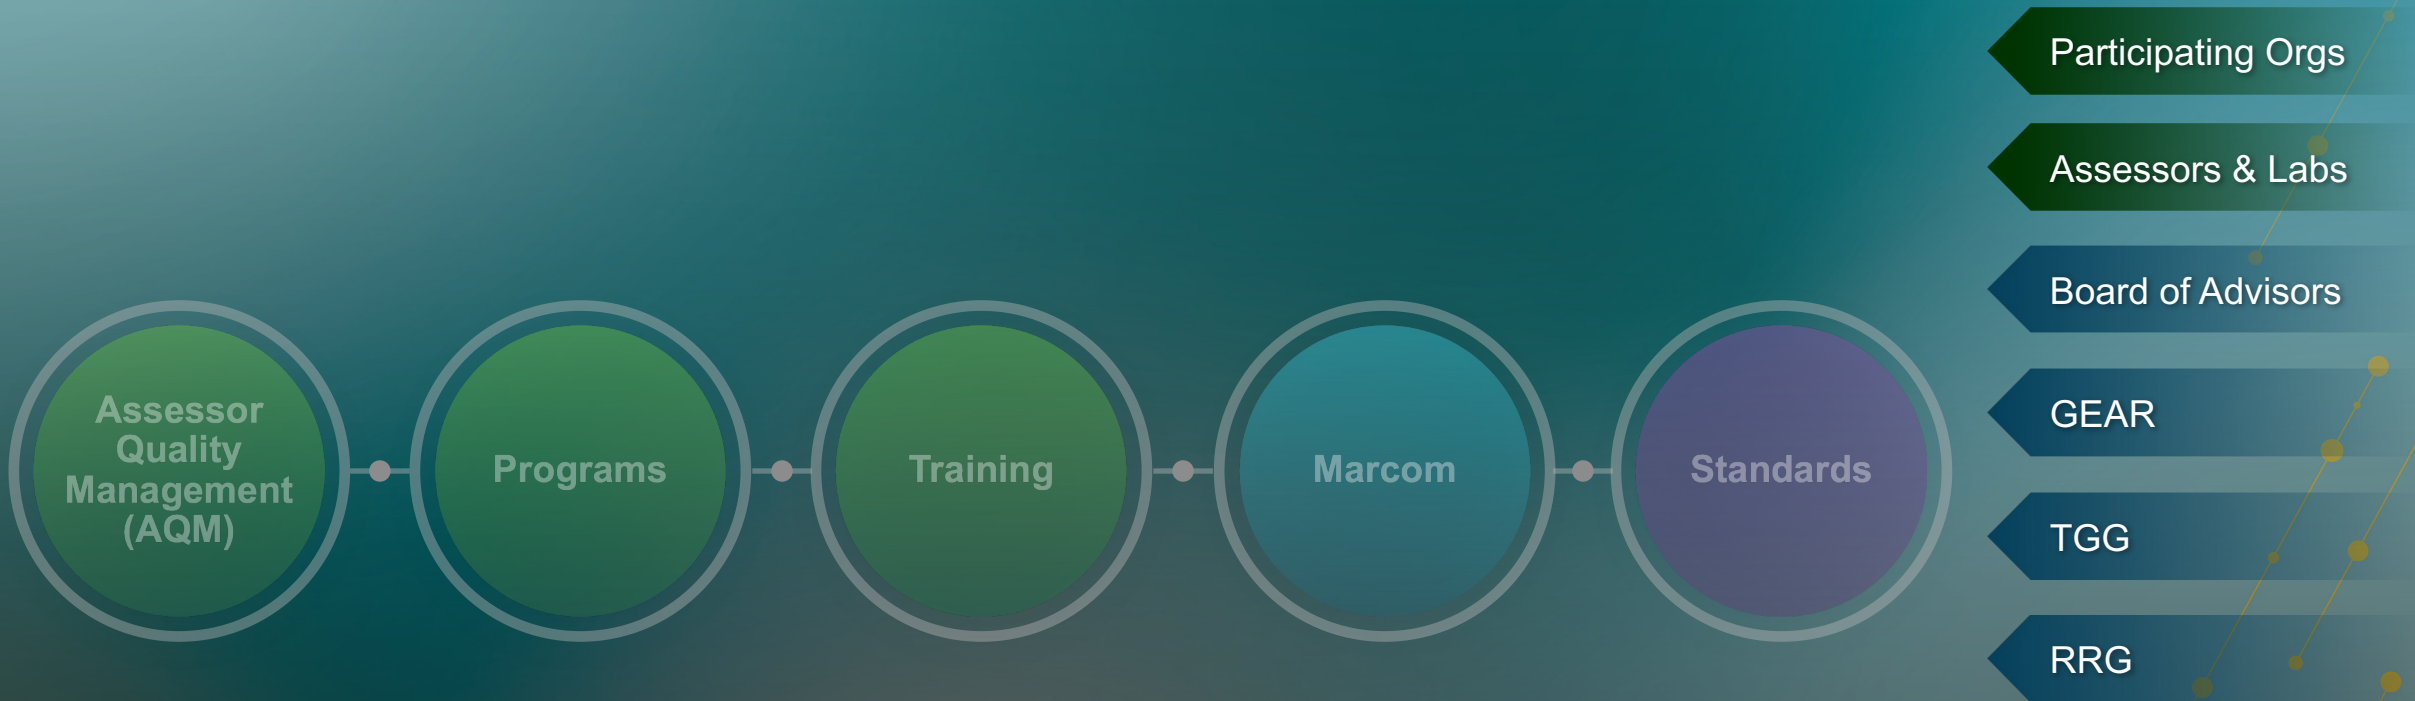 Participating Orgs
Assessors & Labs
Board of Advisors
GEAR
TGG
RRG
Assessor
Quality
Management
(AQM)
Programs
Training
Marcom
Standards